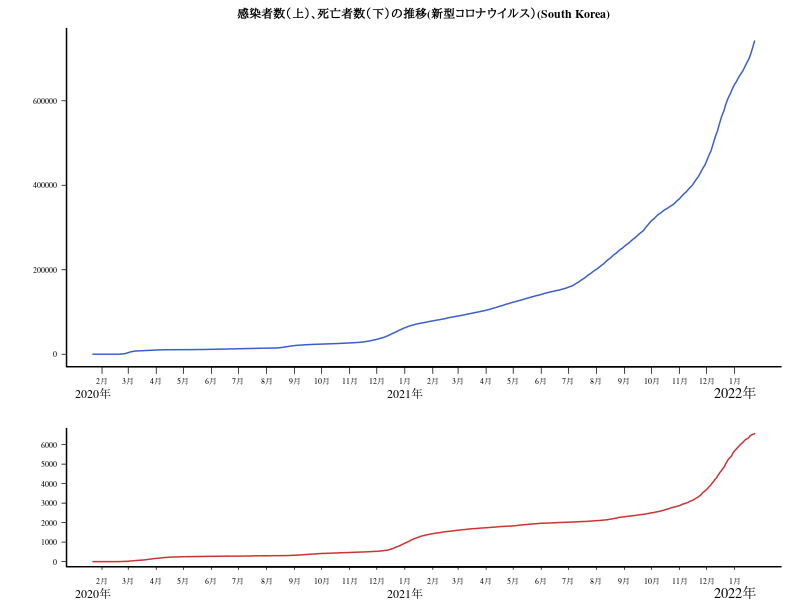 感染者数（上）、死亡者数（下）の推移(新型コロナウイルス）(South Korea)
600000
400000
200000
0
2月 3月 4月 5月 6月 7月 8月 9月 10月 11月 12月 1月 2月 3月 4月 5月 6月 7月 8月 9月 10月 11月 12月 1月
2020年 2021年 2022年
6000
5000
4000
3000
2000
1000
0
2月 3月 4月 5月 6月 7月 8月 9月 10月 11月 12月 1月 2月 3月 4月 5月 6月 7月 8月 9月 10月 11月 12月 1月
2020年 2021年 2022年